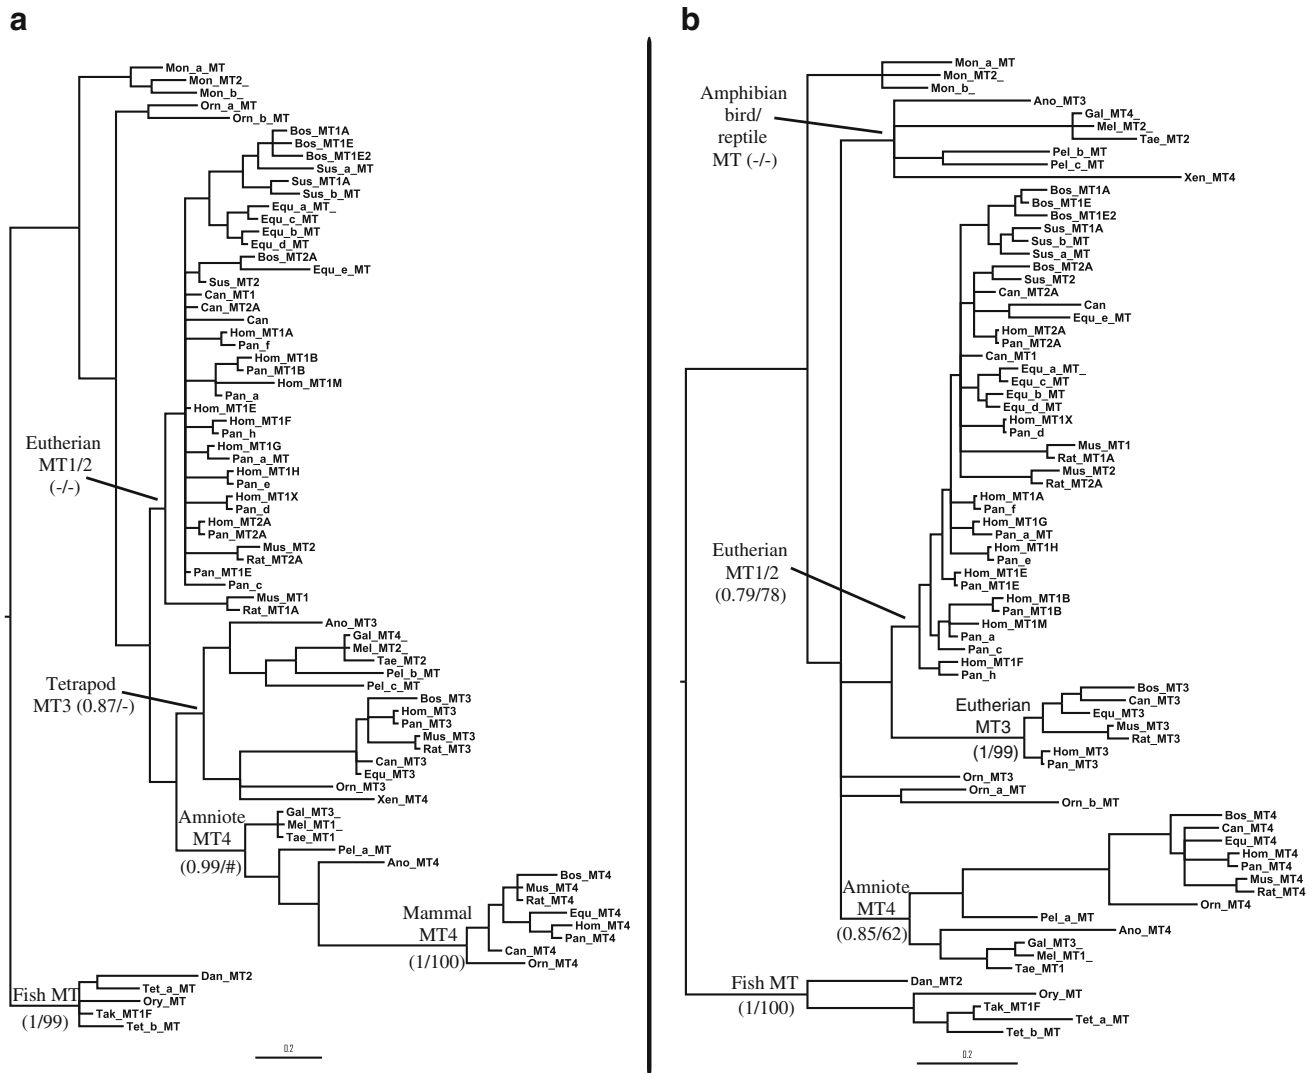 a
Mon_a_MT
Mon_MT2_
Mon_b_
Orn_a_MT
Orn_b_MT
Bos_MT1A
Bos_MT1E
Bos_MT1E2
Sus_a_MT
Sus_MT1A
Sus_b_MT
Equ_a_MT_
Equ_c_MT
Equ_b_MT
Equ_d_MT
Bos_MT2A
Equ_e_MT
Sus_MT2
Can_MT1
Can_MT2A
Can
Hom_MT1A
Pan_f
Hom_MT1B
Pan_MT1B
Hom_MT1M
Pan_a
Hom_MT1E
Hom_MT1F
Pan_h
Hom_MT1G
Pan_a_MT
Hom_MT1H
Pan_e
Hom_MT1X
Pan_d
Hom_MT2A
Pan_MT2A
Mus_MT2
Rat_MT2A
Pan_MT1E
Pan_c
Mus_MT1
Rat_MT1A
Eutherian
MT1/2
(-/-)
Ano_MT3
Gal_MT4_
Mel_MT2_
Tae_MT2
Pel_b_MT
Pel_c_MT
Bos_MT3
Hom_MT3
Pan_MT3
Mus_MT3
Rat_MT3
Can_MT3
Equ_MT3
Orn_MT3
Xen_MT4
Tetrapod
MT3 (0.87/-)
Gal_MT3_
Mel_MT1_
Tae_MT1
Pel_a_MT
Ano_MT4
Amniote
MT4
(0.99/#)
Bos_MT4
Mus_MT4
Rat_MT4
Equ_MT4
Hom_MT4
Pan_MT4
Can_MT4
Orn_MT4
Mammal
MT4
(1/100)
Dan_MT2
Tet_a_MT
Ory_MT
Tak_MT1F
Tet_b_MT
Fish MT
(1/99)
0.2
b
Mon_a_MT
Mon_MT2_
Mon_b_
Ano_MT3
Gal_MT4_
Mel_MT2_
Tae_MT2
Pel_b_MT
Pel_c_MT
Xen_MT4
Amphibian
bird/
reptile
MT (-/-)
Bos_MT1A
Bos_MT1E
Bos_MT1E2
Sus_MT1A
Sus_b_MT
Sus_a_MT
Bos_MT2A
Sus_MT2
Can_MT2A
Can
Equ_e_MT
Hom_MT2A
Pan_MT2A
Can_MT1
Equ_a_MT_
Equ_c_MT
Equ_b_MT
Equ_d_MT
Hom_MT1X
Pan_d
Mus_MT1
Rat_MT1A
Mus_MT2
Rat_MT2A
Hom_MT1A
Pan_f
Hom_MT1G
Pan_a_MT
Hom_MT1H
Pan_e
Hom_MT1E
Pan_MT1E
Hom_MT1B
Pan_MT1B
Hom_MT1M
Pan_a
Pan_c
Hom_MT1F
Pan_h
Eutherian
MT1/2
(0.79/78)
Bos_MT3
Can_MT3
Equ_MT3
Mus_MT3
Rat_MT3
Hom_MT3
Pan_MT3
Eutherian
MT3
(1/99)
Orn_MT3
Orn_a_MT
Orn_b_MT
Bos_MT4
Can_MT4
Equ_MT4
Hom_MT4
Pan_MT4
Mus_MT4
Rat_MT4
Orn_MT4
Pel_a_MT
Ano_MT4
Gal_MT3_
Mel_MT1_
Tae_MT1
Amniote
MT4
(0.85/62)
Dan_MT2
Ory_MT
Tak_MT1F
Tet_a_MT
Tet_b_MT
Fish MT
(1/100)
0.2